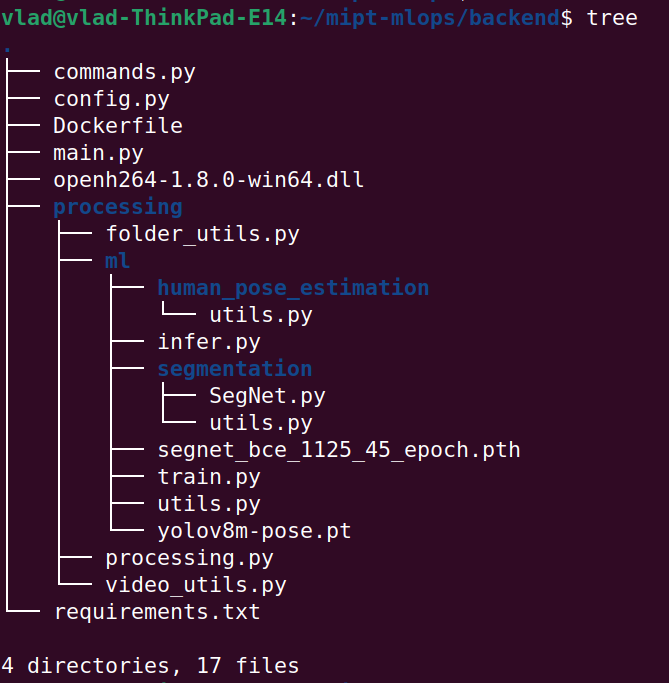 vlad@vlad-ThinkPad-E14:~/mipt-mlops/backend$ tree
.
├── commands.py
├── config.py
├── Dockerfile
├── main.py
├── openh264-1.8.0-win64.dll
├── processing
│   ├── folder_utils.py
│   ├── ml
│   │   ├── human_pose_estimation
│   │   │   └── utils.py
│   │   ├── infer.py
│   │   ├── segmentation
│   │   │   ├── SegNet.py
│   │   │   └── utils.py
│   │   ├── segnet_bce_1125_45_epoch.pth
│   │   ├── train.py
│   │   ├── utils.py
│   │   └── yolov8m-pose.pt
│   ├── processing.py
│   └── video_utils.py
└── requirements.txt

4 directories, 17 files